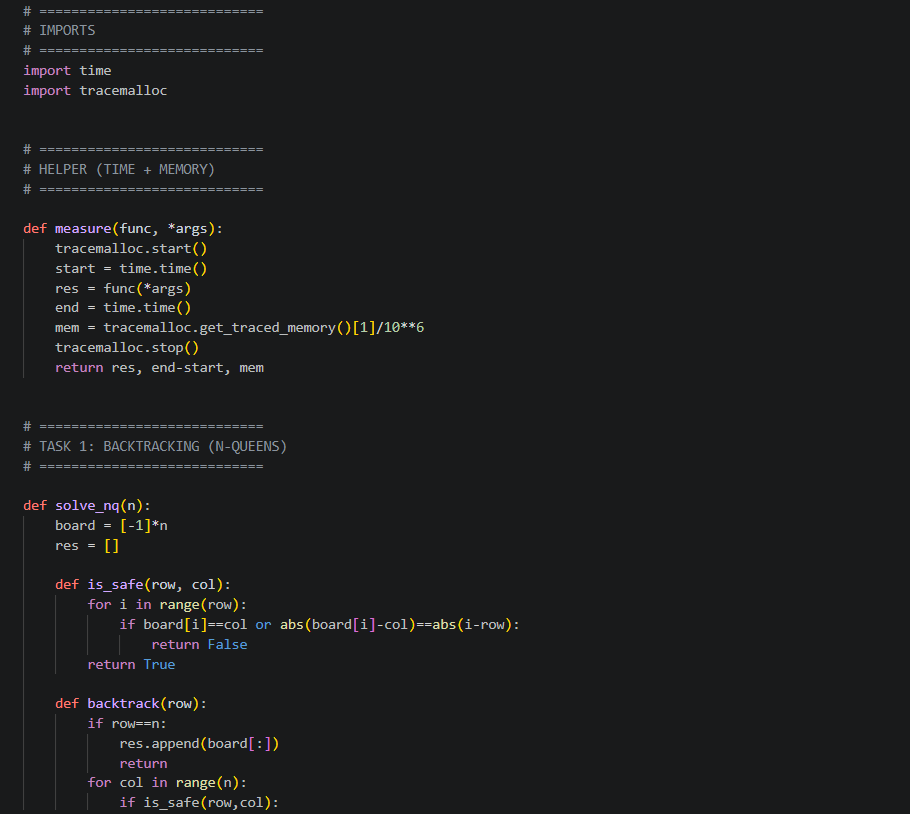 # ============================
# IMPORTS
# ============================
import time
import tracemalloc
# ============================
# HELPER (TIME + MEMORY)
# ============================
def measure(func, *args):
    tracemalloc.start()
    start = time.time()
    res = func(*args)
    end = time.time()
    mem = tracemalloc.get_traced_memory()[1]/10**6
    tracemalloc.stop()
    return res, end-start, mem
# ============================
# TASK 1: BACKTRACKING (N-QUEENS)
# ============================
def solve_nq(n):
    board = [-1]*n
    res = []
    def is_safe(row, col):
        for i in range(row):
            if board[i]==col or abs(board[i]-col)==abs(i-row):
                return False
        return True
    def backtrack(row):
        if row==n:
            res.append(board[:])
            return
        for col in range(n):
            if is_safe(row,col):